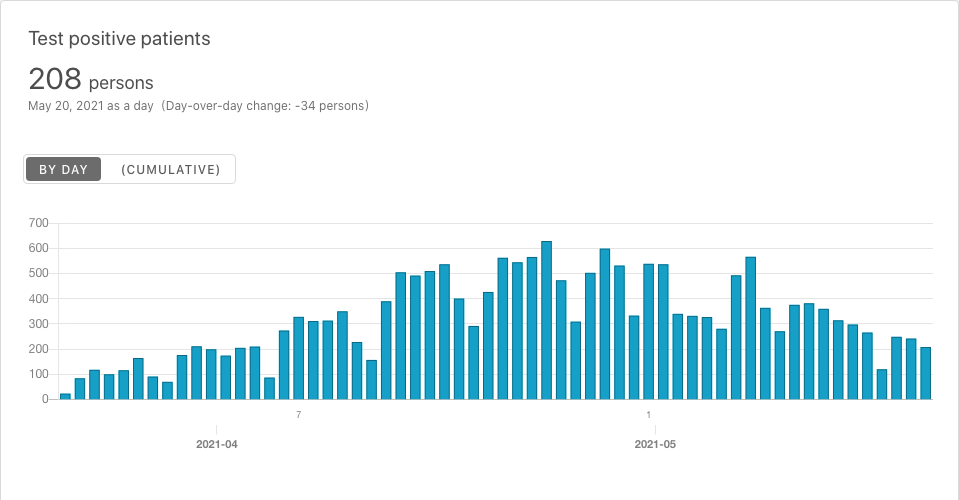 Test positive patients
208 persons
May 20, 2021 as a day (Day-over-day change: -34 persons)
BY DAY (CUMULATIVE)
700
600
500
400
300
200
100
0
7 1
2021-04 2021-05